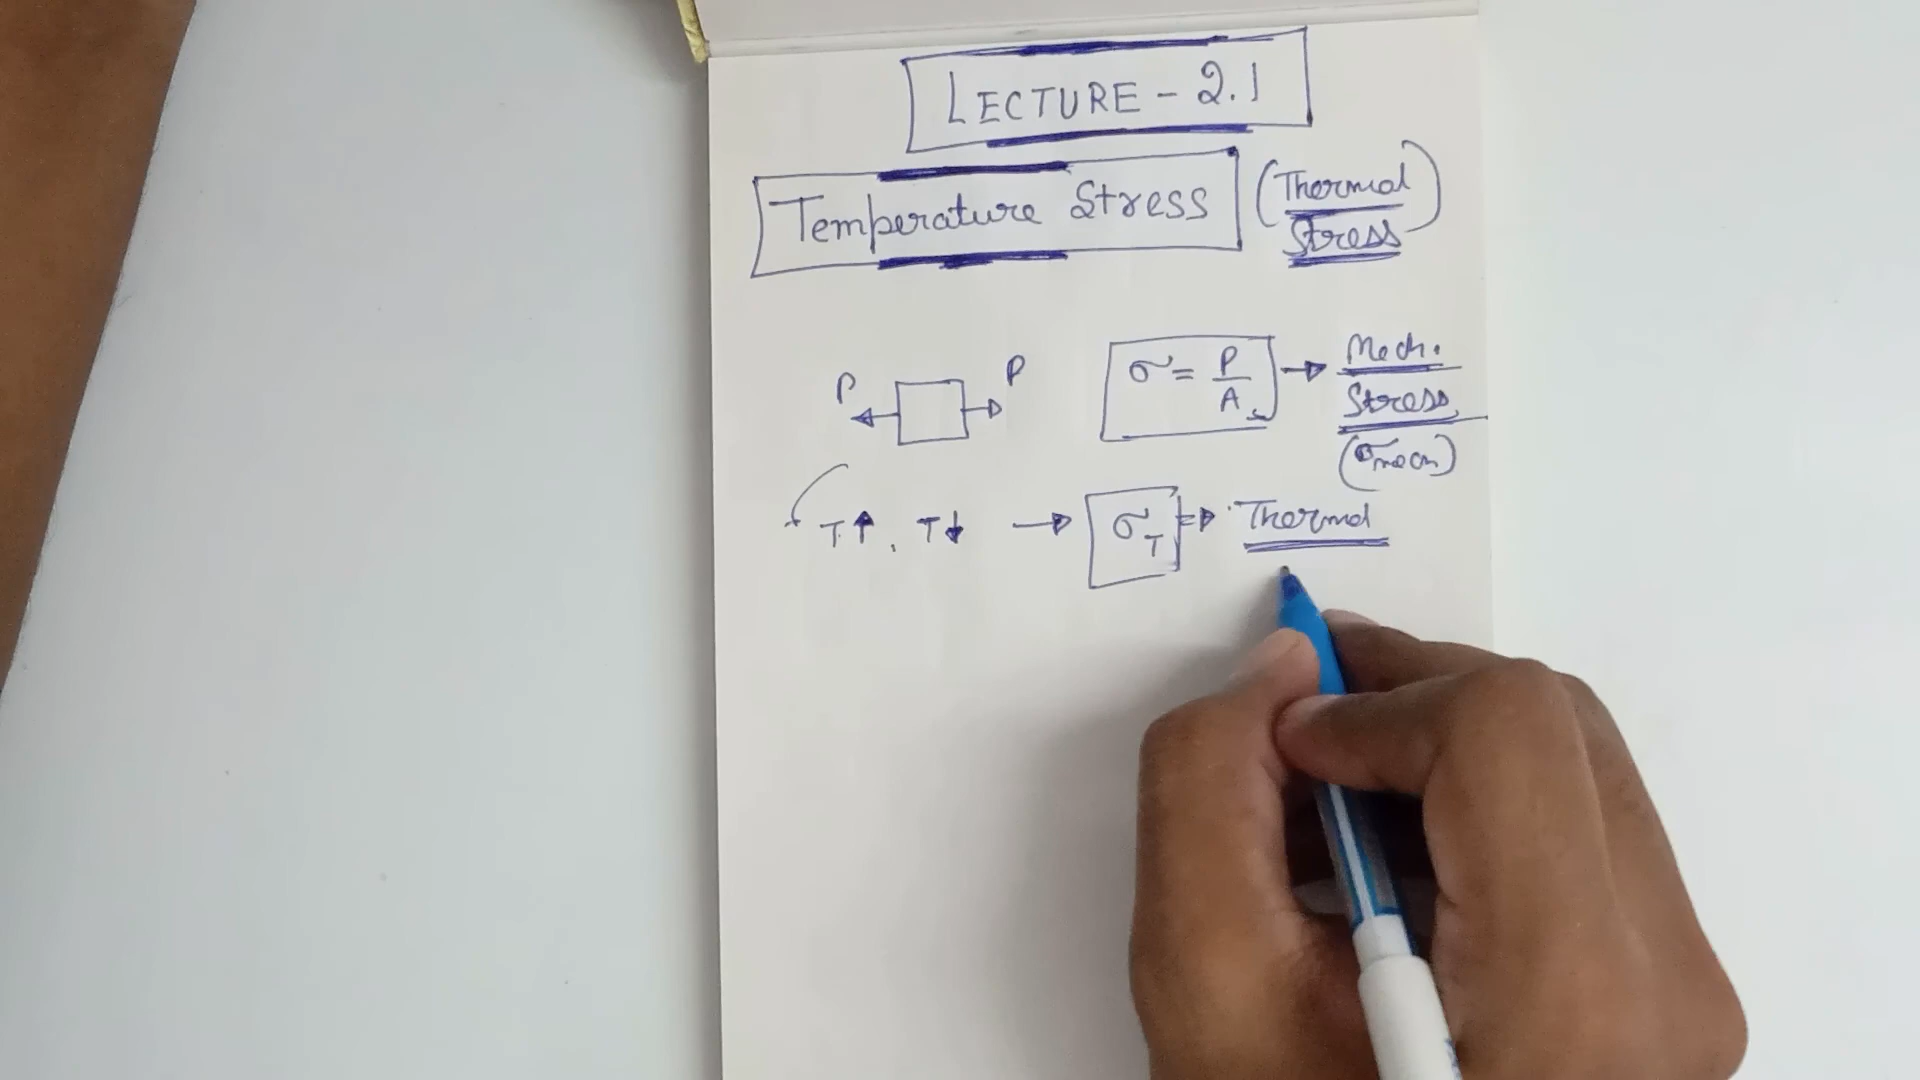 LECTURE - 2.1
Temperature Stress (Thermal
Stress)
P P σ = P/A → Mech.
Stress
(σmech)
T↑, T↓ → σT ⇒ Thermal